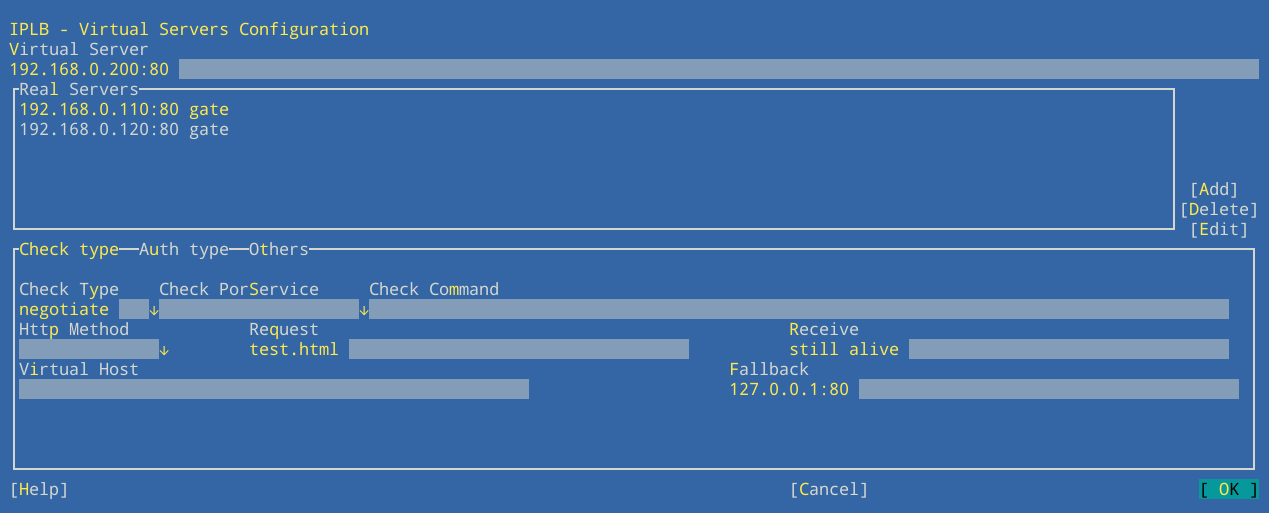 IPLB - Virtual Servers Configuration
Virtual Server
192.168.0.200:80
Real Servers
192.168.0.110:80 gate
192.168.0.120:80 gate
[Add]
[Delete]
[Edit]
Check type Auth type Others
Check Type Check PorService Check Command
negotiate ↓ ↓
Http Method Request Receive
↓ test.html still alive
Virtual Host Fallback
127.0.0.1:80
[Help] [Cancel] [ OK ]